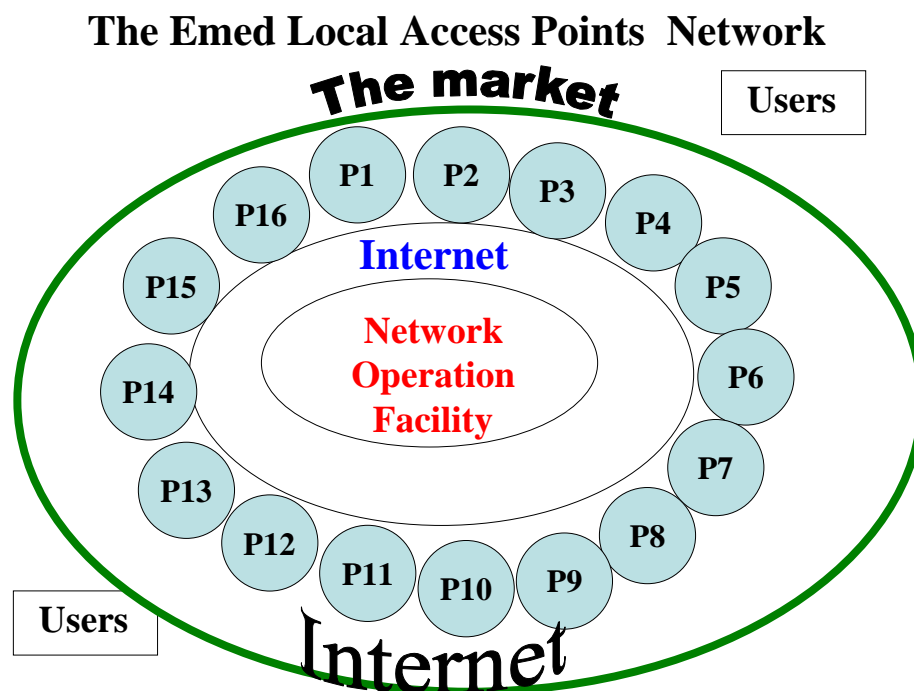 The Emed Local Access Points Network
The market
Users
P1
P2
P3
P16
P4
Internet
P15
P5
Network
Operation
Facility
P14
P6
P7
P13
P12
P8
P11
P10
P9
Users
Internet